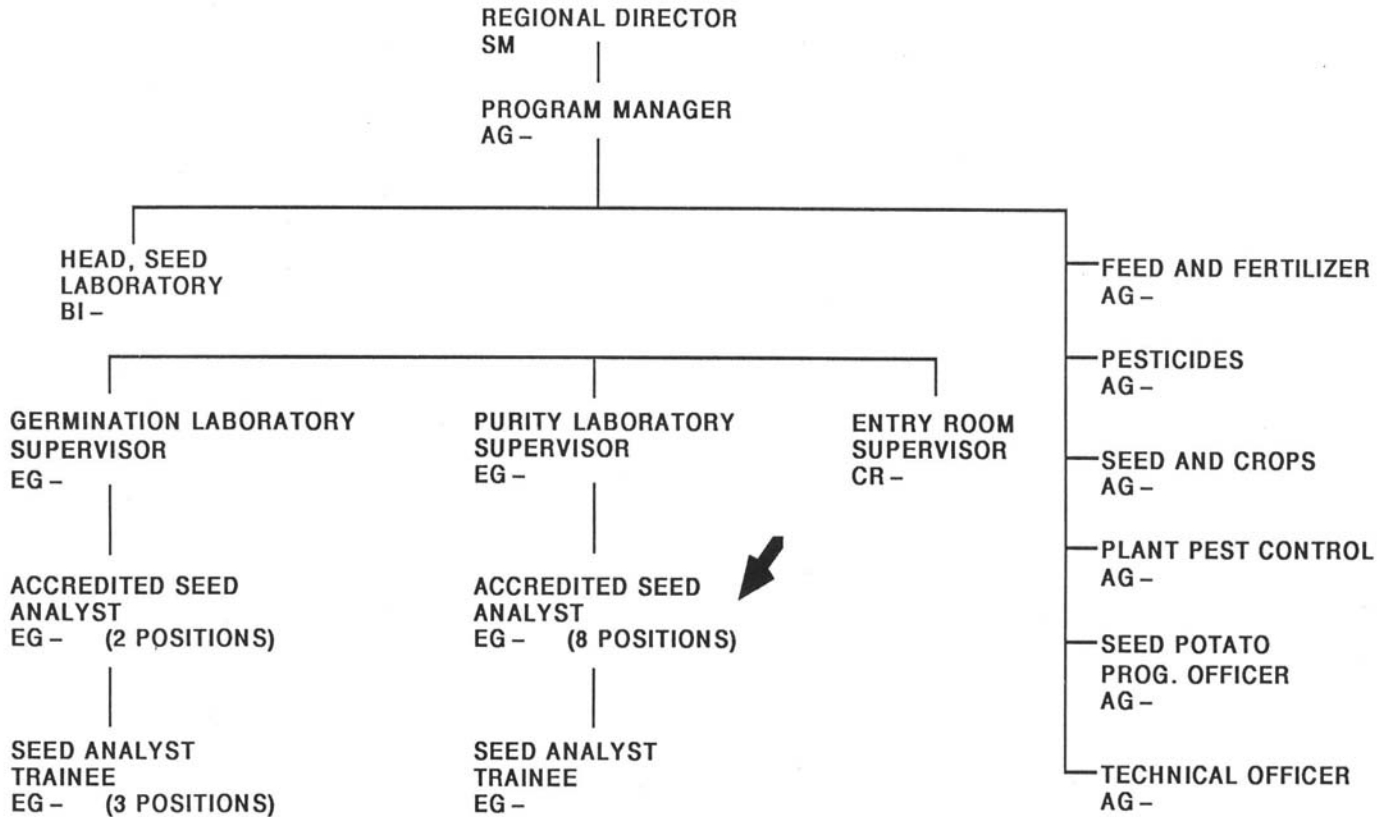 REGIONAL DIRECTOR
SM
PROGRAM MANAGER
AG –
HEAD, SEED
LABORATORY
BI –
FEED AND FERTILIZER
AG –
PESTICIDES
AG –
SEED AND CROPS
AG –
PLANT PEST CONTROL
AG –
SEED POTATO
PROG. OFFICER
AG –
TECHNICAL OFFICER
AG –
GERMINATION LABORATORY
SUPERVISOR
EG –
PURITY LABORATORY
SUPERVISOR
EG –
ENTRY ROOM
SUPERVISOR
CR –
ACCREDITED SEED
ANALYST
EG – (2 POSITIONS)
ACCREDITED SEED
ANALYST
EG – (8 POSITIONS)
SEED ANALYST
TRAINEE
EG – (3 POSITIONS)
SEED ANALYST
TRAINEE
EG –